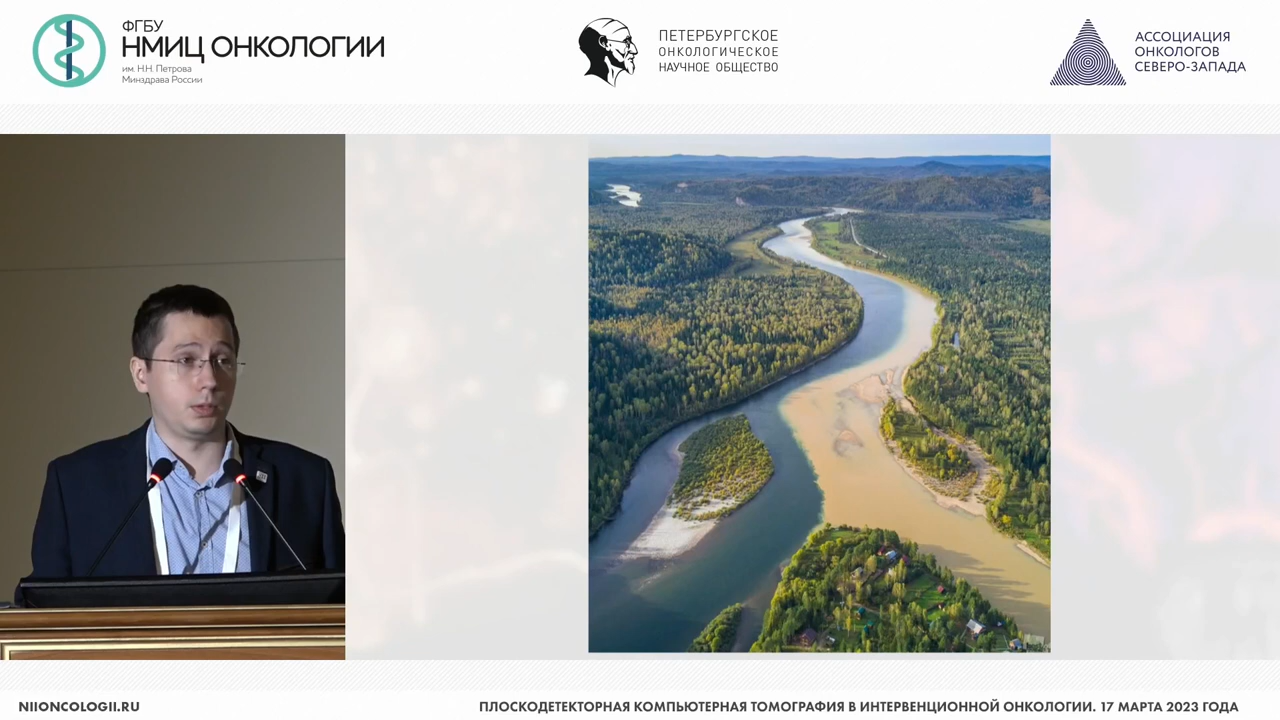 ФГБУ
НМИЦ ОНКОЛОГИИ
им. Н.Н. Петрова
Минздрава России
ПЕТЕРБУРГСКОЕ
ОНКОЛОГИЧЕСКОЕ
НАУЧНОЕ ОБЩЕСТВО
АССОЦИАЦИЯ
ОНКОЛОГОВ
СЕВЕРО-ЗАПАДА
NIIONCOLOGII.RU
ПЛОСКОДЕТЕКТОРНАЯ КОМПЬЮТЕРНАЯ ТОМОГРАФИЯ В ИНТЕРВЕНЦИОННОЙ ОНКОЛОГИИ. 17 МАРТА 2023 ГОДА